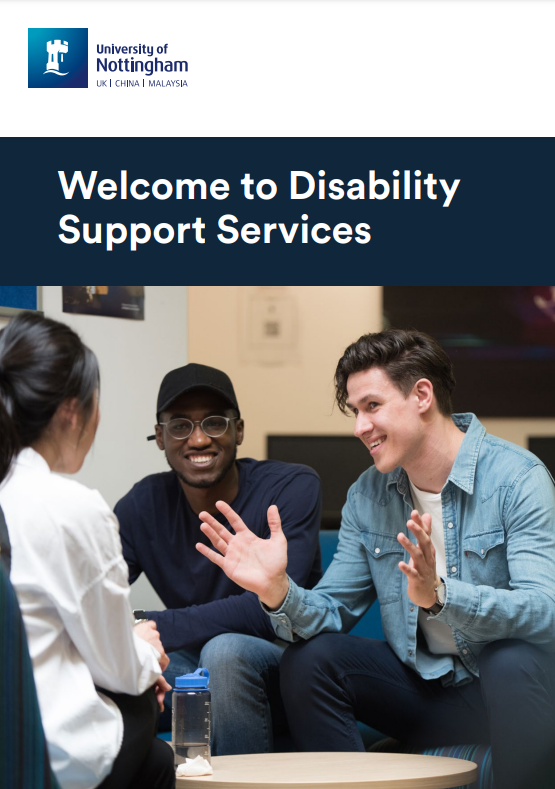 University of
Nottingham
UK | CHINA | MALAYSIA
Welcome to Disability
Support Services